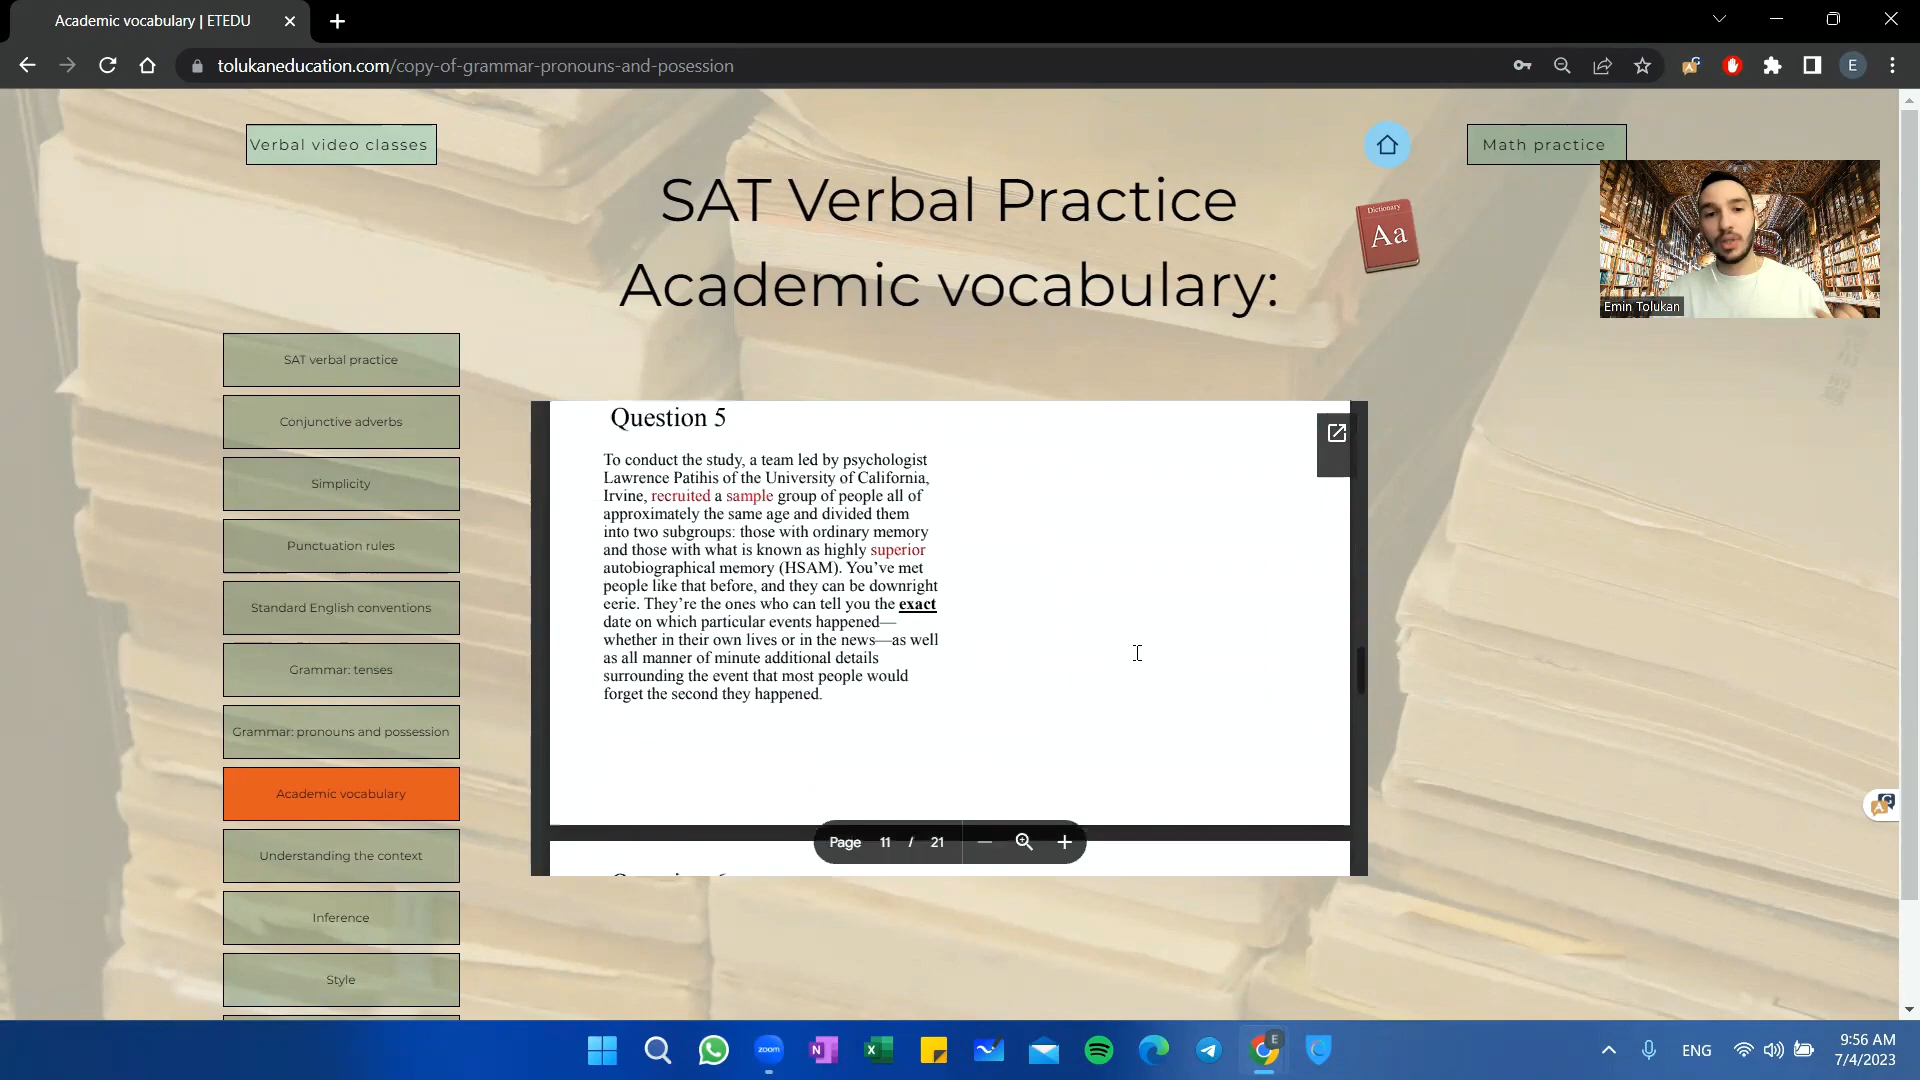 Academic vocabulary | ETEDU
tolukaneducation.com/copy-of-grammar-pronouns-and-posession
E
Verbal video classes
Math practice
SAT Verbal Practice
Academic vocabulary:
Dictionary
Aa
Emin Tolukan
SAT verbal practice
Conjunctive adverbs
Simplicity
Punctuation rules
Standard English conventions
Grammar: tenses
Grammar: pronouns and possession
Academic vocabulary
Understanding the context
Inference
Style
Question 5
To conduct the study, a team led by psychologist
Lawrence Patihis of the University of California,
Irvine, recruited a sample group of people all of
approximately the same age and divided them
into two subgroups: those with ordinary memory
and those with what is known as highly superior
autobiographical memory (HSAM). You've met
people like that before, and they can be downright
eerie. They're the ones who can tell you the exact
date on which particular events happened—
whether in their own lives or in the news—as well
as all manner of minute additional details
surrounding the event that most people would
forget the second they happened.
Page 11 / 21
zoom
E
ENG
9:56 AM
7/4/2023